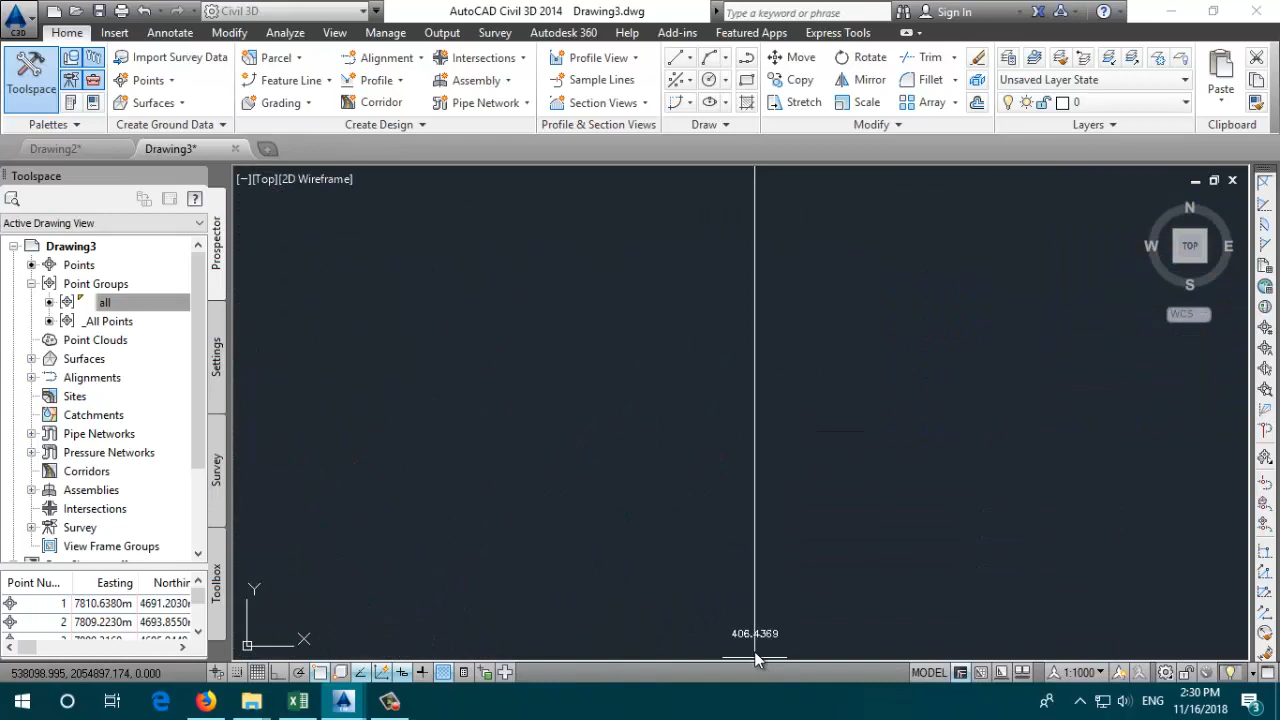 Civil 3D
AutoCAD Civil 3D 2014 Drawing3.dwg
Type a keyword or phrase
Sign In
C3D
Home Insert Annotate Modify Analyze View Manage Output Survey Autodesk 360 Help Add-ins Featured Apps Express Tools
Toolspace
Import Survey Data
Points
Surfaces
Parcel
Feature Line
Grading
Alignment
Profile
Corridor
Intersections
Assembly
Pipe Network
Profile View
Sample Lines
Section Views
Move
Copy
Stretch
Rotate
Mirror
Scale
Trim
Fillet
Array
Unsaved Layer State
0
Paste
Palettes
Create Ground Data
Create Design
Profile & Section Views
Draw
Modify
Layers
Clipboard
Drawing2*
Drawing3*
Toolspace
Active Drawing View
Drawing3
Points
Point Groups
all
_All Points
Point Clouds
Surfaces
Alignments
Sites
Catchments
Pipe Networks
Pressure Networks
Corridors
Assemblies
Intersections
Survey
View Frame Groups
Prospector
Settings
Survey
Toolbox
Point Nu... Easting Northin
1 7810.6380m 4691.2030
2 7809.2230m 4693.8550
[−][Top][2D Wireframe]
N
W TOP E
S
WCS
406.4369
Y
X
538098.995, 2054897.174, 0.000
MODEL
1:1000
ENG
2:30 PM
11/16/2018
3